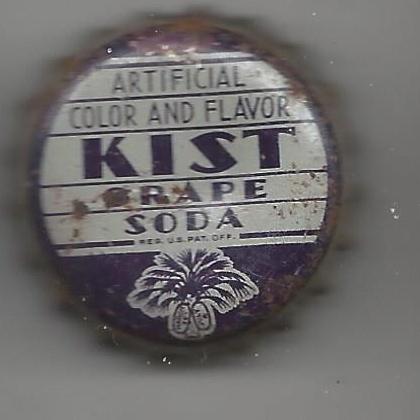 ARTIFICIAL
COLOR AND FLAVOR
KIST
GRAPE
SODA
REG. U.S. PAT. OFF.